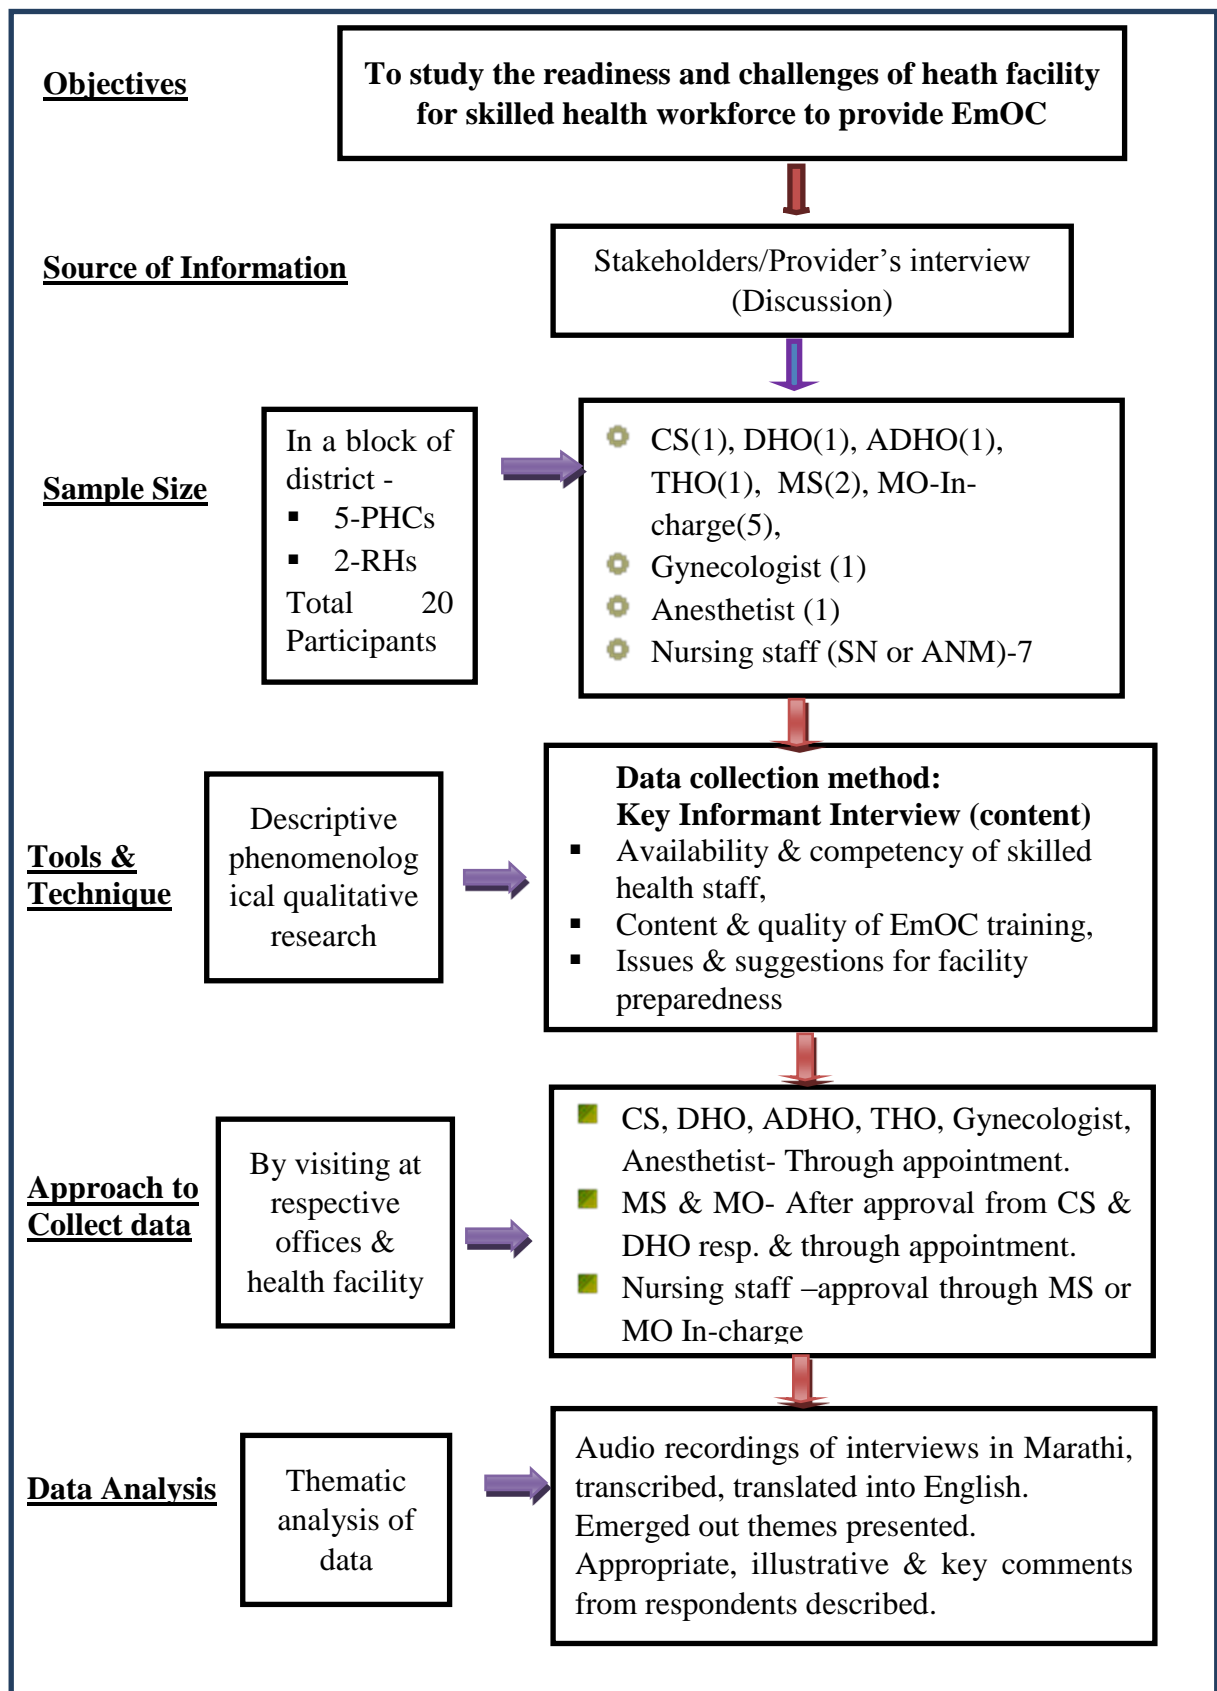 Objectives
To study the readiness and challenges of heath facility
for skilled health workforce to provide EmOC
Source of Information
Stakeholders/Provider’s interview
(Discussion)
Sample Size
In a block of
district -
▪ 5-PHCs
▪ 2-RHs
Total 20
Participants
CS(1), DHO(1), ADHO(1),
THO(1), MS(2), MO-In-
charge(5),
Gynecologist (1)
Anesthetist (1)
Nursing staff (SN or ANM)-7
Tools &
Technique
Descriptive
phenomenolog
ical qualitative
research
Data collection method:
Key Informant Interview (content)
▪ Availability & competency of skilled
health staff,
▪ Content & quality of EmOC training,
▪ Issues & suggestions for facility
preparedness
Approach to
Collect data
By visiting at
respective
offices &
health facility
CS, DHO, ADHO, THO, Gynecologist,
Anesthetist- Through appointment.
MS & MO- After approval from CS &
DHO resp. & through appointment.
Nursing staff –approval through MS or
MO In-charge
Data Analysis
Thematic
analysis of
data
Audio recordings of interviews in Marathi,
transcribed, translated into English.
Emerged out themes presented.
Appropriate, illustrative & key comments
from respondents described.